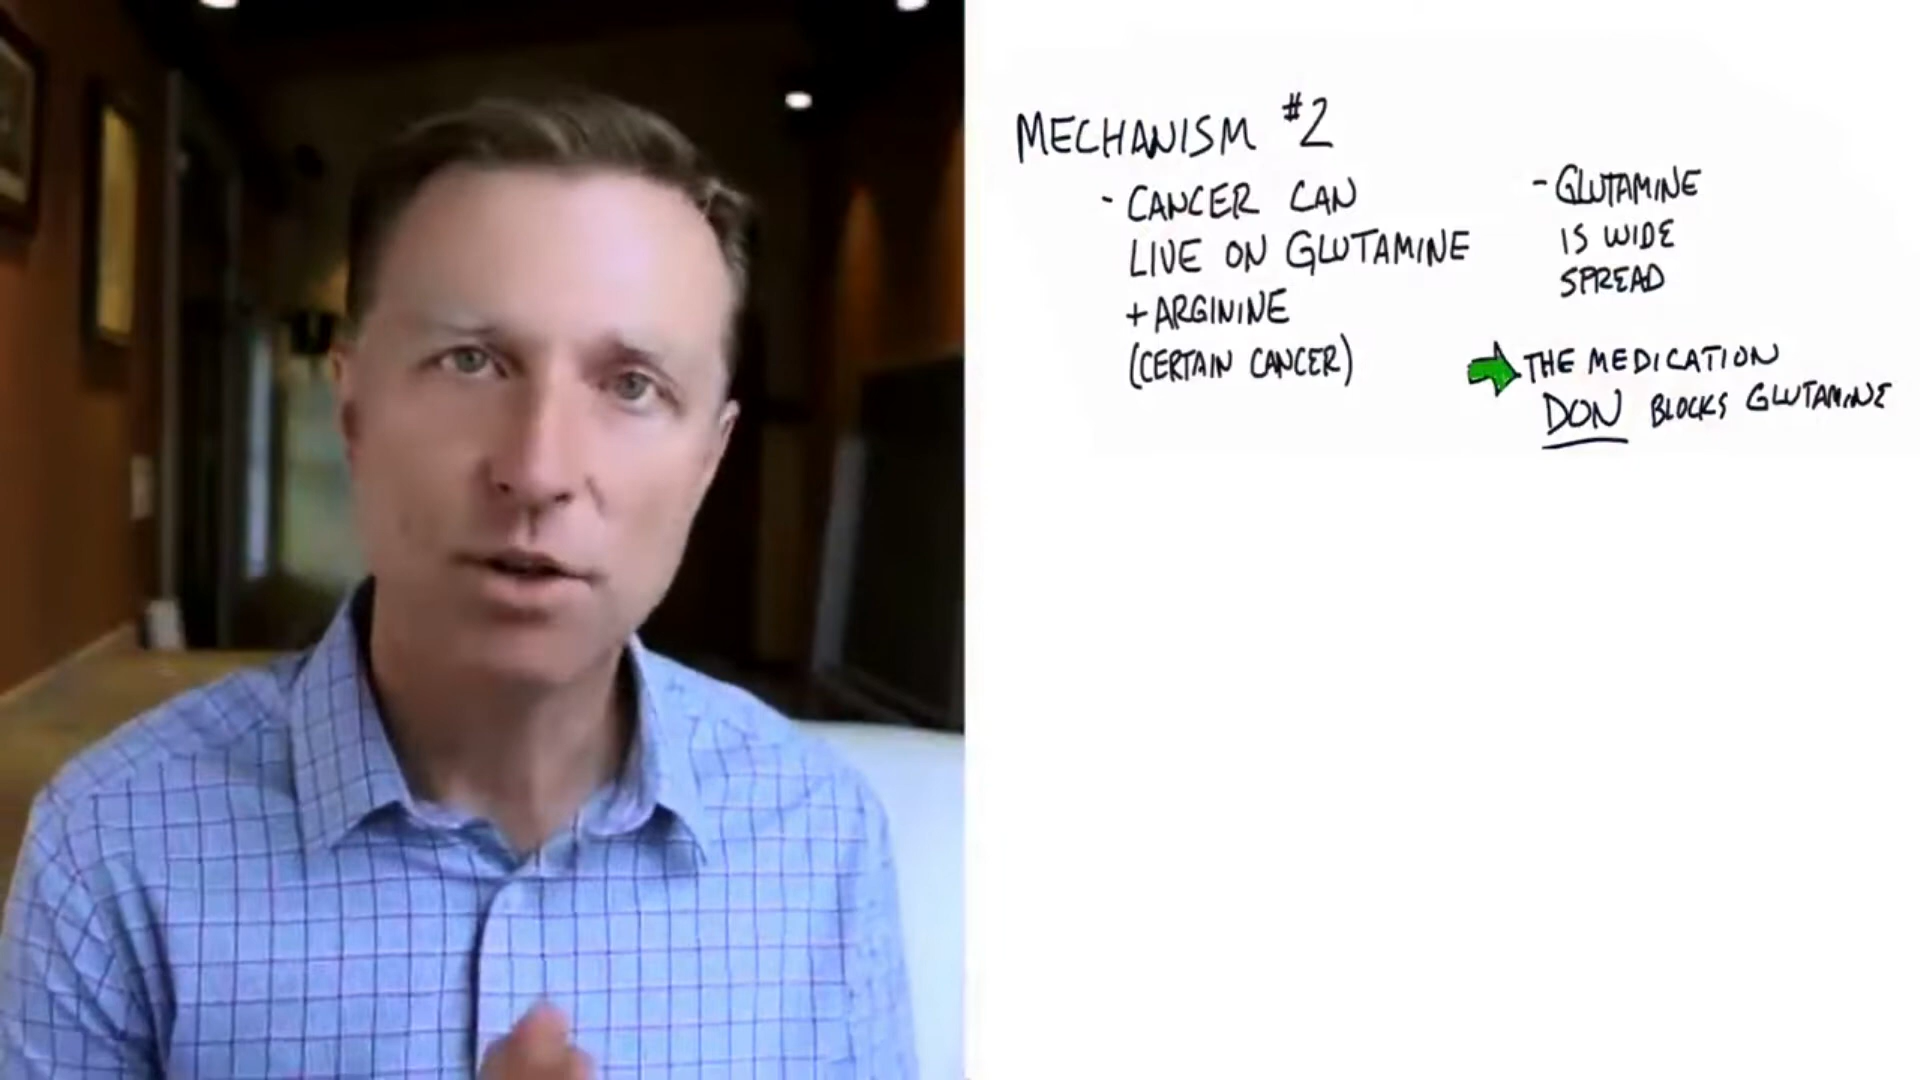 MECHANISM #2
- CANCER CAN
LIVE ON GLUTAMINE
+ ARGININE
(CERTAIN CANCER)
- GLUTAMINE
IS WIDE
SPREAD
THE MEDICATION
DON BLOCKS GLUTAMINE